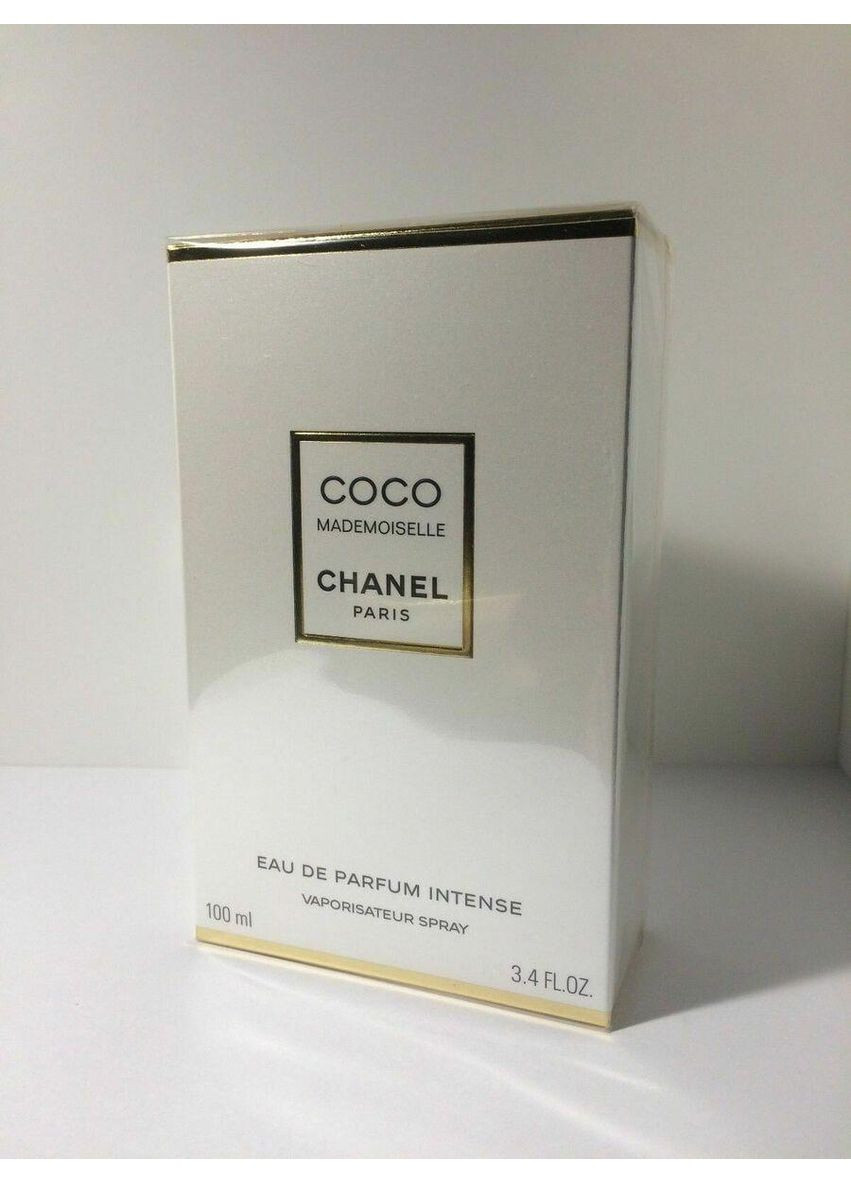 COCO
MADEMOISELLE
CHANEL
PARIS
EAU DE PARFUM INTENSE
VAPORISATEUR SPRAY
100 ml
3.4 FL.OZ.